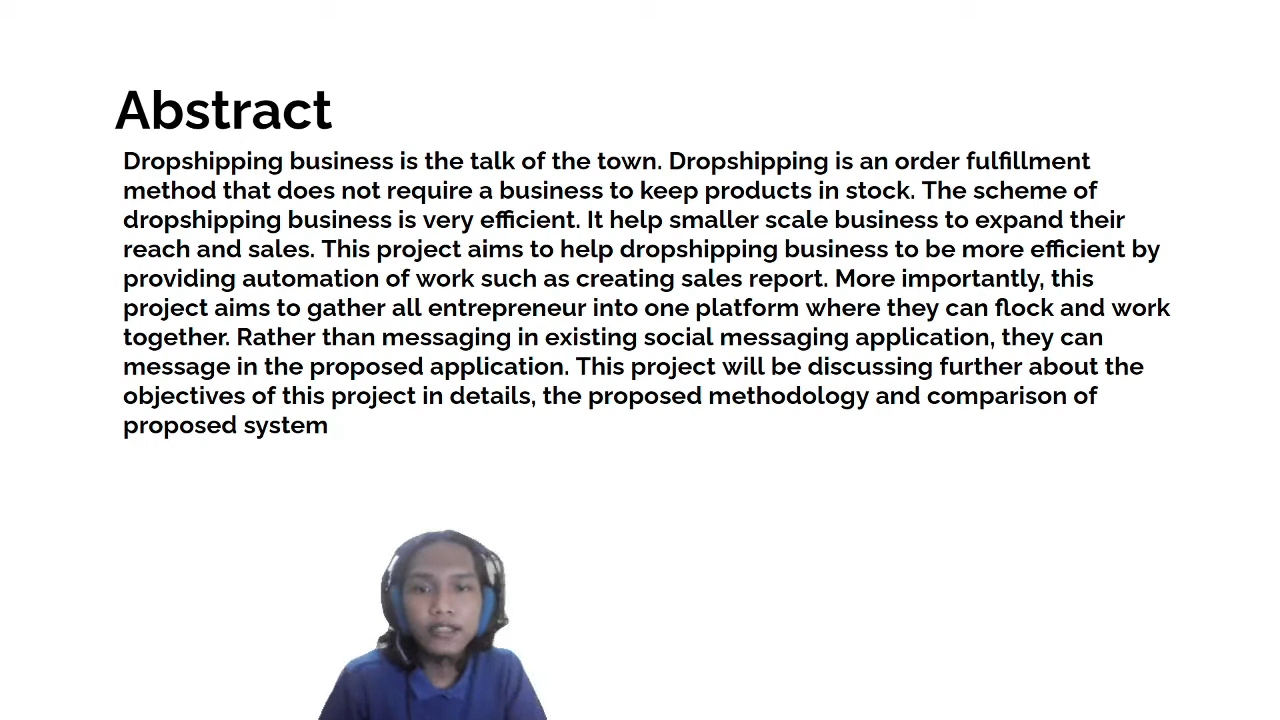 Abstract
Dropshipping business is the talk of the town. Dropshipping is an order fulfillment
method that does not require a business to keep products in stock. The scheme of
dropshipping business is very efficient. It help smaller scale business to expand their
reach and sales. This project aims to help dropshipping business to be more efficient by
providing automation of work such as creating sales report. More importantly, this
project aims to gather all entrepreneur into one platform where they can flock and work
together. Rather than messaging in existing social messaging application, they can
message in the proposed application. This project will be discussing further about the
objectives of this project in details, the proposed methodology and comparison of
proposed system